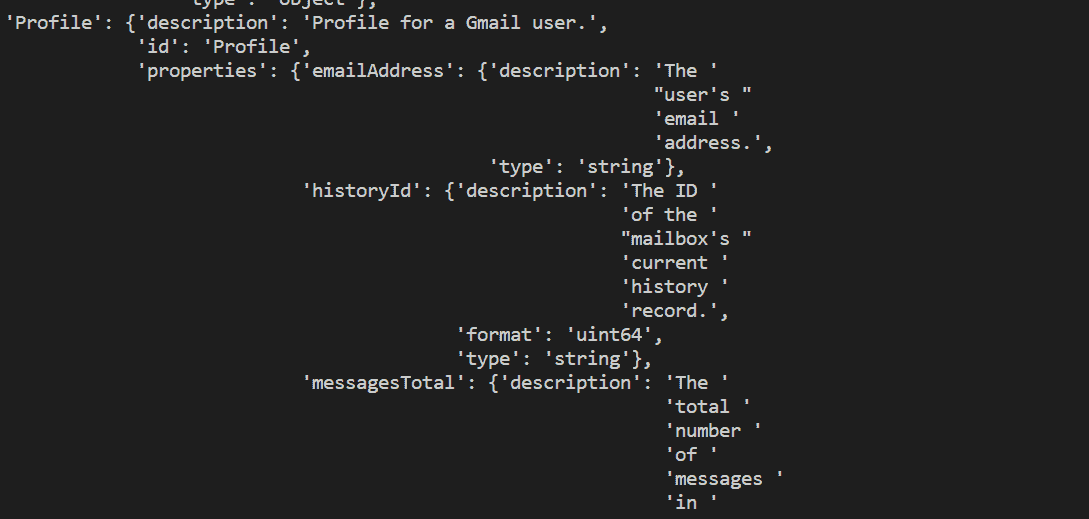 'type': 'object'},
'Profile': {'description': 'Profile for a Gmail user.',
'id': 'Profile',
'properties': {'emailAddress': {'description': 'The '
"user's "
'email '
'address.',
'type': 'string'},
'historyId': {'description': 'The ID '
'of the '
"mailbox's "
'current '
'history '
'record.',
'format': 'uint64',
'type': 'string'},
'messagesTotal': {'description': 'The '
'total '
'number '
'of '
'messages '
'in '